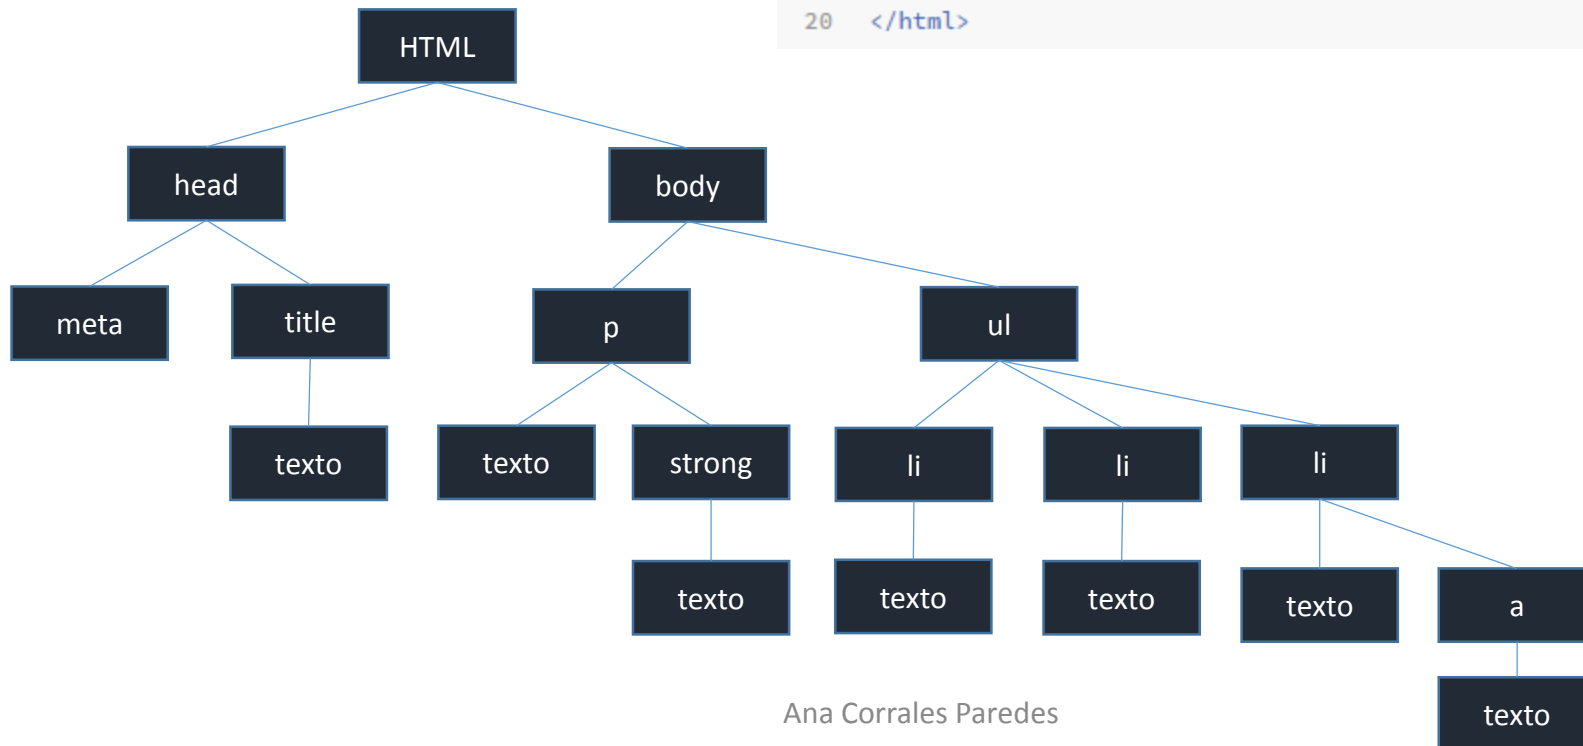 20 </html>
HTML
head
body
meta
title
p
ul
texto
texto
strong
li
li
li
texto
texto
texto
texto
a
texto
Ana Corrales Paredes